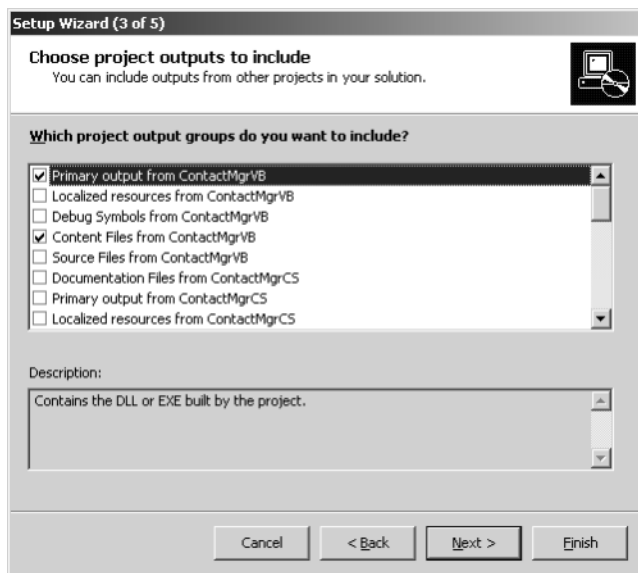 Setup Wizard (3 of 5)
Choose project outputs to include
You can include outputs from other projects in your solution.
Which project output groups do you want to include?
Primary output from ContactMgrVB
Localized resources from ContactMgrVB
Debug Symbols from ContactMgrVB
Content Files from ContactMgrVB
Source Files from ContactMgrVB
Documentation Files from ContactMgrCS
Primary output from ContactMgrCS
Localized resources from ContactMgrCS
Description:
Contains the DLL or EXE built by the project.
Cancel
< Back
Next >
Finish